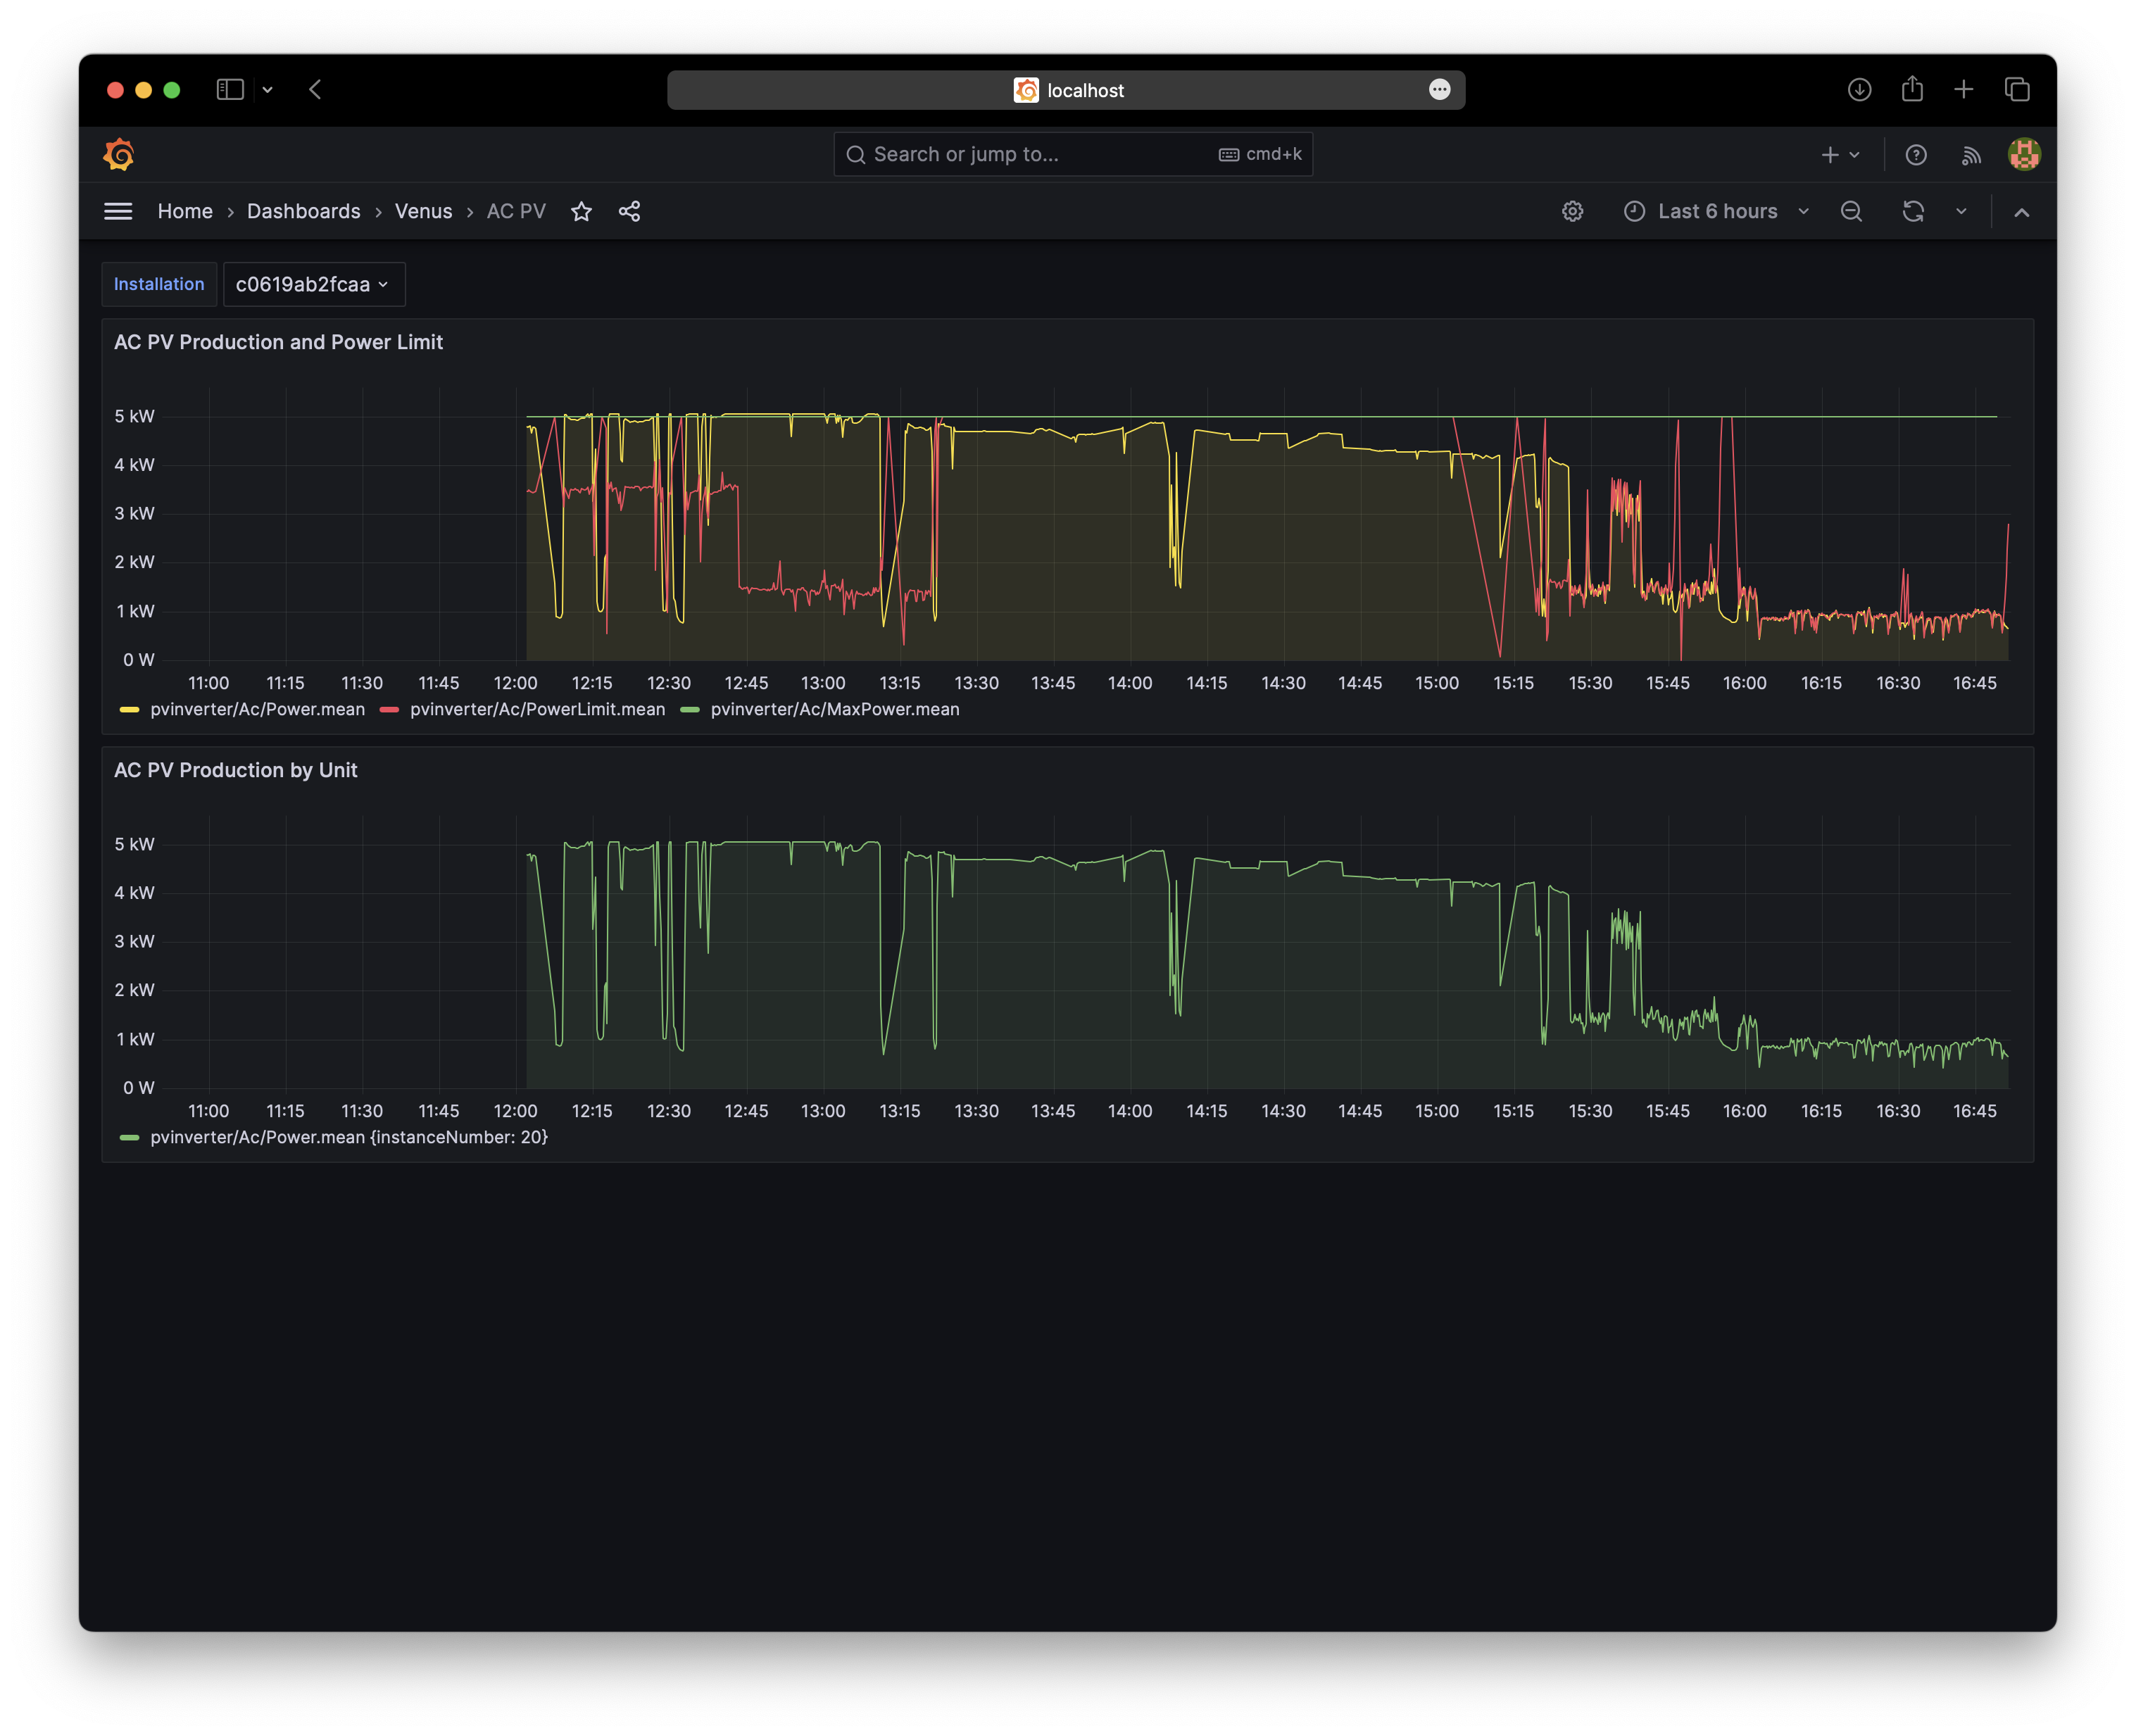 localhost
Search or jump to... cmd+k
Home › Dashboards › Venus › AC PV Last 6 hours
Installation c0619ab2fcaa
AC PV Production and Power Limit
5 kW
4 kW
3 kW
2 kW
1 kW
0 W
11:00 11:15 11:30 11:45 12:00 12:15 12:30 12:45 13:00 13:15 13:30 13:45 14:00 14:15 14:30 14:45 15:00 15:15 15:30 15:45 16:00 16:15 16:30 16:45
pvinverter/Ac/Power.mean pvinverter/Ac/PowerLimit.mean pvinverter/Ac/MaxPower.mean
AC PV Production by Unit
5 kW
4 kW
3 kW
2 kW
1 kW
0 W
11:00 11:15 11:30 11:45 12:00 12:15 12:30 12:45 13:00 13:15 13:30 13:45 14:00 14:15 14:30 14:45 15:00 15:15 15:30 15:45 16:00 16:15 16:30 16:45
pvinverter/Ac/Power.mean {instanceNumber: 20}